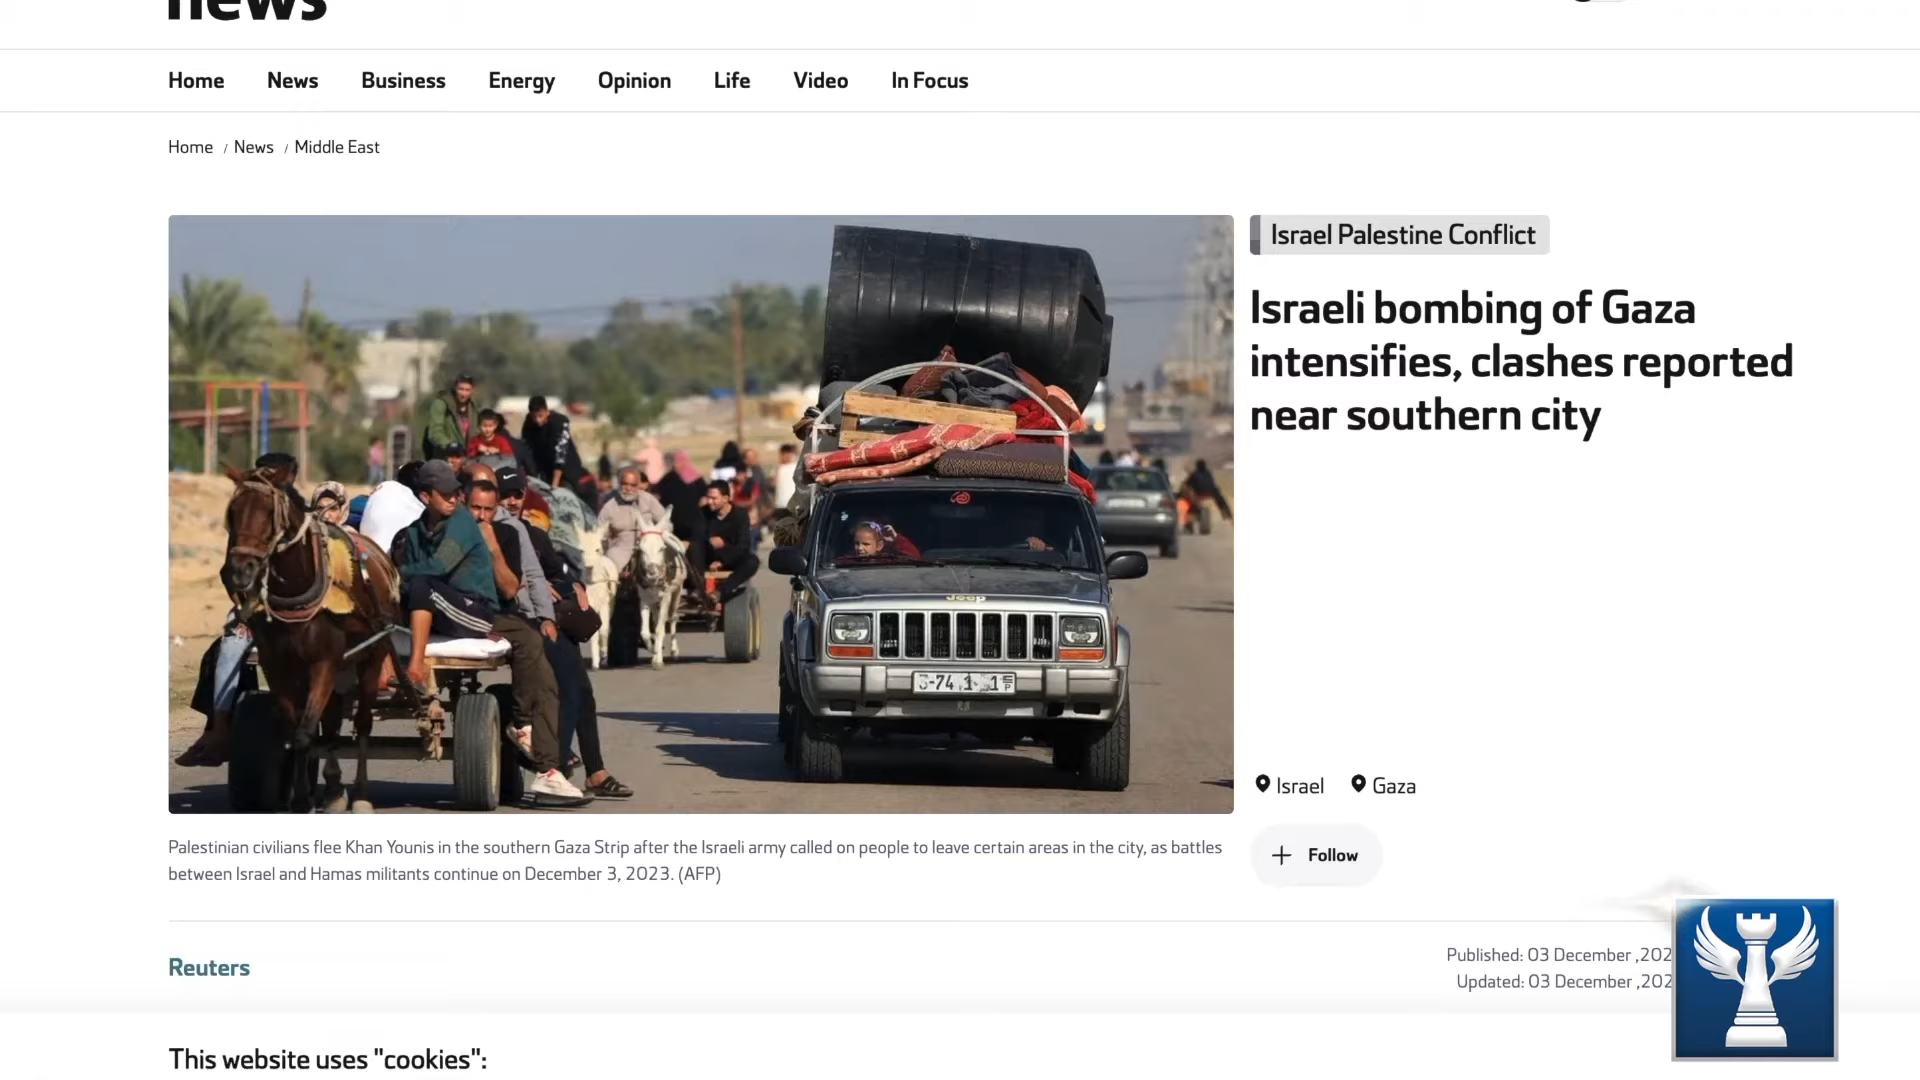 news
Home News Business Energy Opinion Life Video In Focus
Home / News / Middle East
Israel Palestine Conflict
Israeli bombing of Gaza
intensifies, clashes reported
near southern city
Jeep
Israel Gaza
+ Follow
Palestinian civilians flee Khan Younis in the southern Gaza Strip after the Israeli army called on people to leave certain areas in the city, as battles
between Israel and Hamas militants continue on December 3, 2023. (AFP)
Reuters
Published: 03 December ,202
Updated: 03 December ,202
This website uses "cookies":